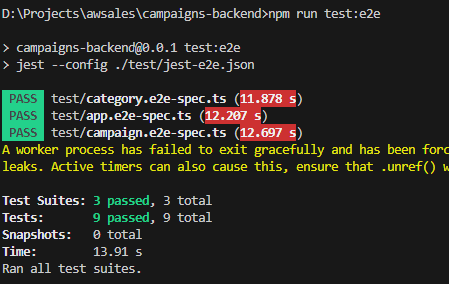 D:\Projects\awsales\campaigns-backend>npm run test:e2e
> campaigns-backend@0.0.1 test:e2e
> jest --config ./test/jest-e2e.json
PASS test/category.e2e-spec.ts (11.878 s)
PASS test/app.e2e-spec.ts (12.207 s)
PASS test/campaign.e2e-spec.ts (12.697 s)
A worker process has failed to exit gracefully and has been forc
leaks. Active timers can also cause this, ensure that .unref() w
Test Suites: 3 passed, 3 total
Tests: 9 passed, 9 total
Snapshots: 0 total
Time: 13.91 s
Ran all test suites.